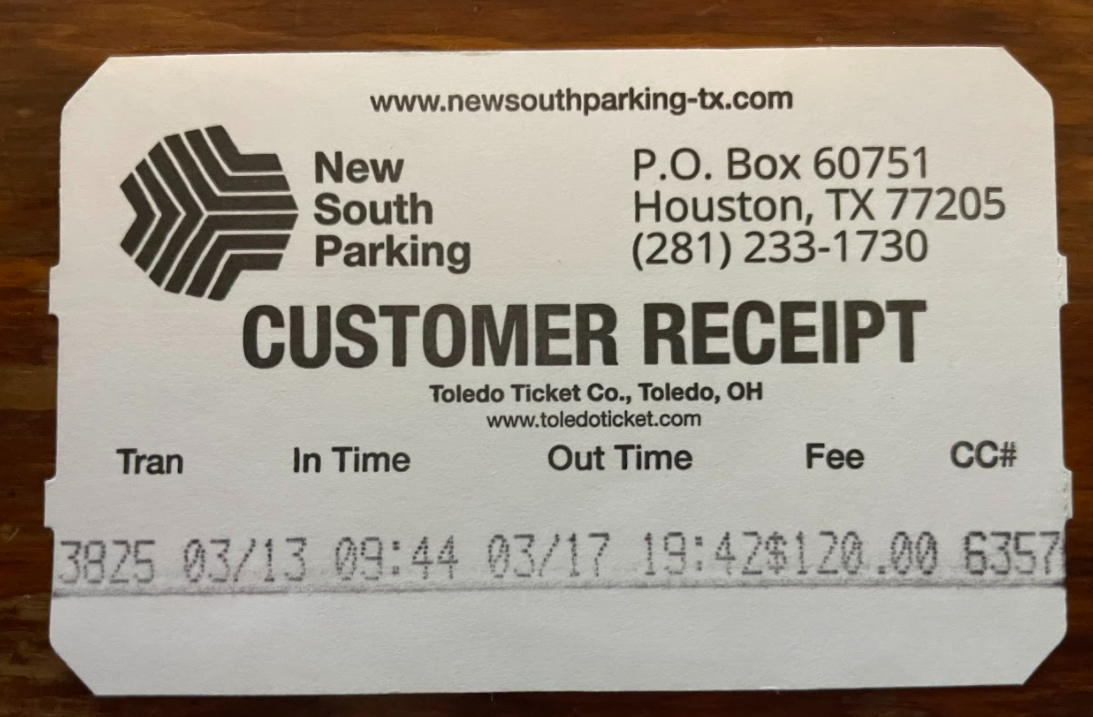 www.newsouthparking-tx.com
New
South
Parking
P.O. Box 60751
Houston, TX 77205
(281) 233-1730
CUSTOMER RECEIPT
Toledo Ticket Co., Toledo, OH
www.toledoticket.com
Tran In Time Out Time Fee CC#
3825 03/13 09:44 03/17 19:42$120.00 6357